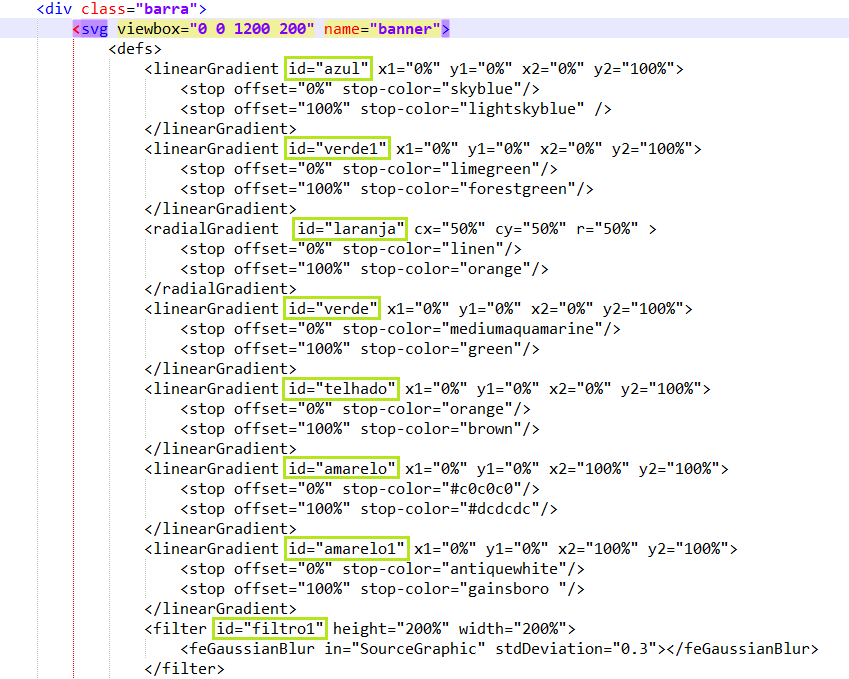 <div class="barra">
<svg viewbox="0 0 1200 200" name="banner">
<defs>
<linearGradient id="azul" x1="0%" y1="0%" x2="0%" y2="100%">
<stop offset="0%" stop-color="skyblue"/>
<stop offset="100%" stop-color="lightskyblue" />
</linearGradient>
<linearGradient id="verde1" x1="0%" y1="0%" x2="0%" y2="100%">
<stop offset="0%" stop-color="limegreen"/>
<stop offset="100%" stop-color="forestgreen"/>
</linearGradient>
<radialGradient id="laranja" cx="50%" cy="50%" r="50%" >
<stop offset="0%" stop-color="linen"/>
<stop offset="100%" stop-color="orange"/>
</radialGradient>
<linearGradient id="verde" x1="0%" y1="0%" x2="0%" y2="100%">
<stop offset="0%" stop-color="mediumaquamarine"/>
<stop offset="100%" stop-color="green"/>
</linearGradient>
<linearGradient id="telhado" x1="0%" y1="0%" x2="0%" y2="100%">
<stop offset="0%" stop-color="orange"/>
<stop offset="100%" stop-color="brown"/>
</linearGradient>
<linearGradient id="amarelo" x1="0%" y1="0%" x2="100%" y2="100%">
<stop offset="0%" stop-color="#c0c0c0"/>
<stop offset="100%" stop-color="#dcdcdc"/>
</linearGradient>
<linearGradient id="amarelo1" x1="0%" y1="0%" x2="100%" y2="100%">
<stop offset="0%" stop-color="antiquewhite"/>
<stop offset="100%" stop-color="gainsboro "/>
</linearGradient>
<filter id="filtro1" height="200%" width="200%">
<feGaussianBlur in="SourceGraphic" stdDeviation="0.3"></feGaussianBlur>
</filter>